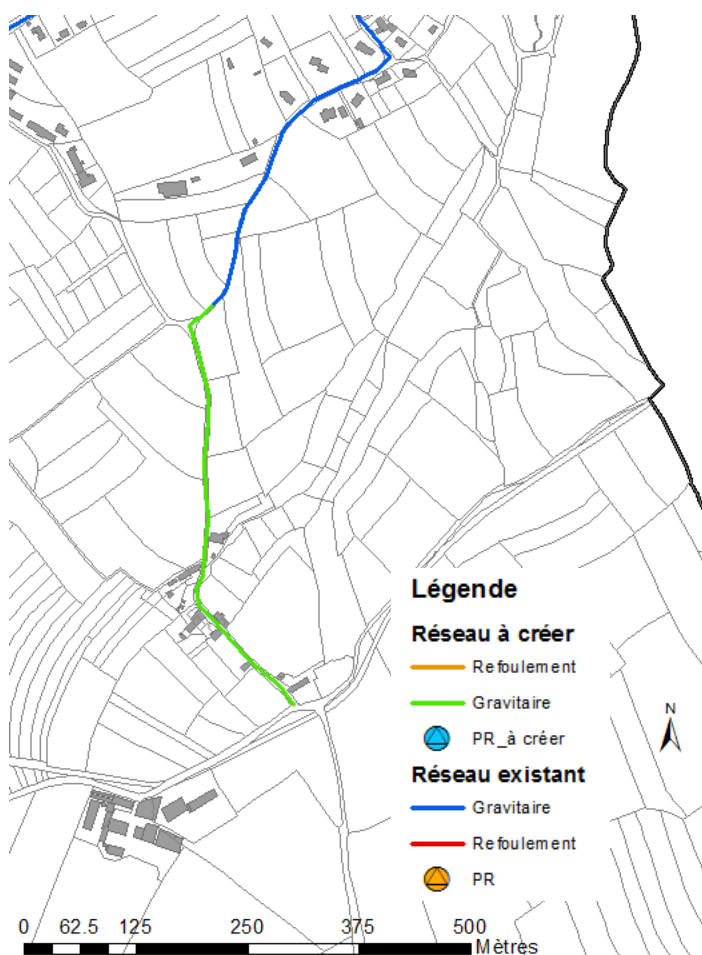 Légende
Réseau à créer
Refoulement
Gravitaire
PR_à créer
Réseau existant
Gravitaire
Refoulement
PR
N
0 62.5 125 250 375 500
Mètres